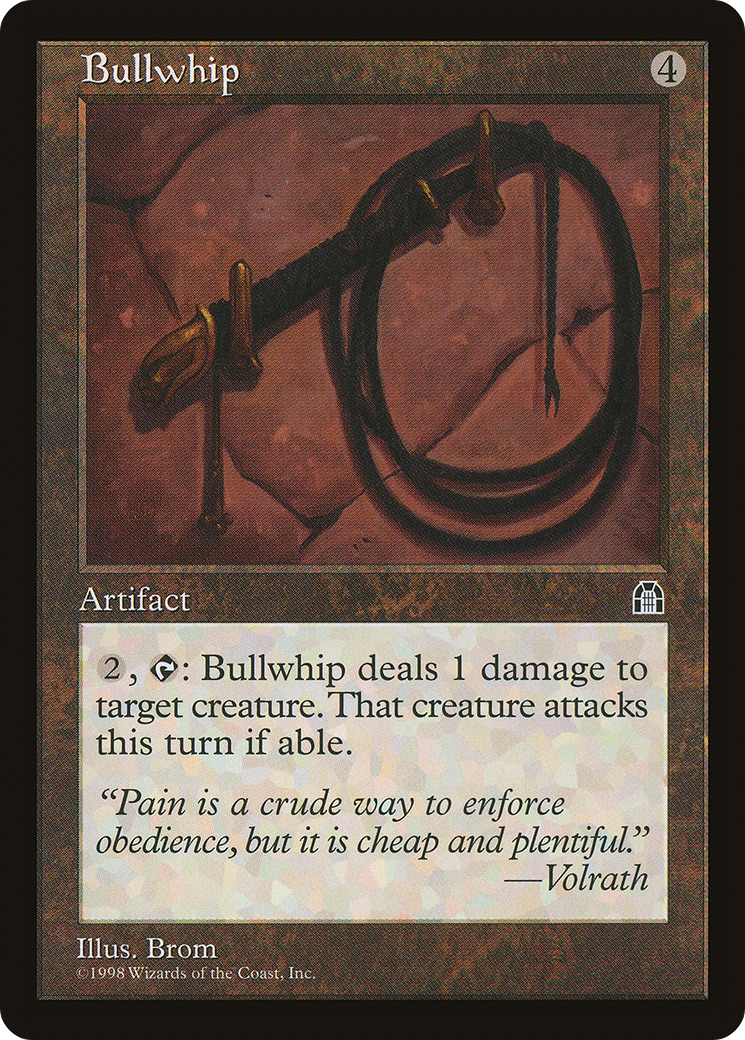 Bullwhip 4
Artifact
2, : Bullwhip deals 1 damage to
target creature. That creature attacks
this turn if able.
“Pain is a crude way to enforce
obedience, but it is cheap and plentiful.”
—Volrath
Illus. Brom
©1998 Wizards of the Coast, Inc.